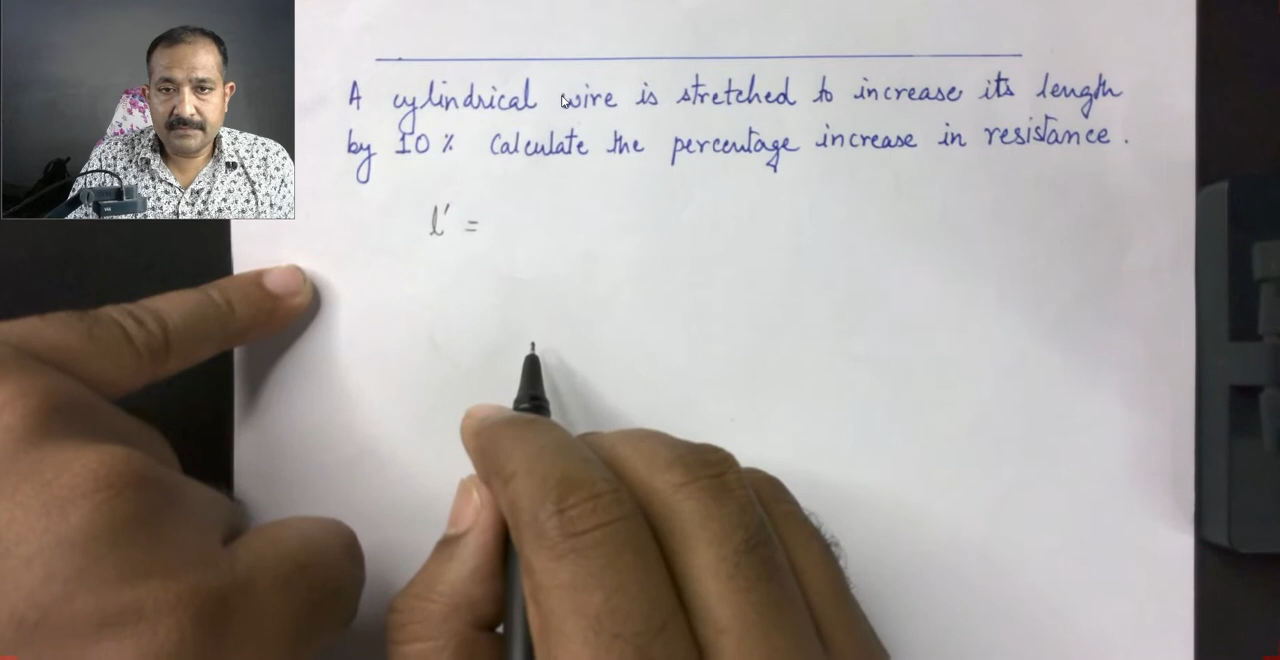 A cylindrical wire is stretched to increase its length
by 10 % Calculate the percentage increase in resistance.
l' =